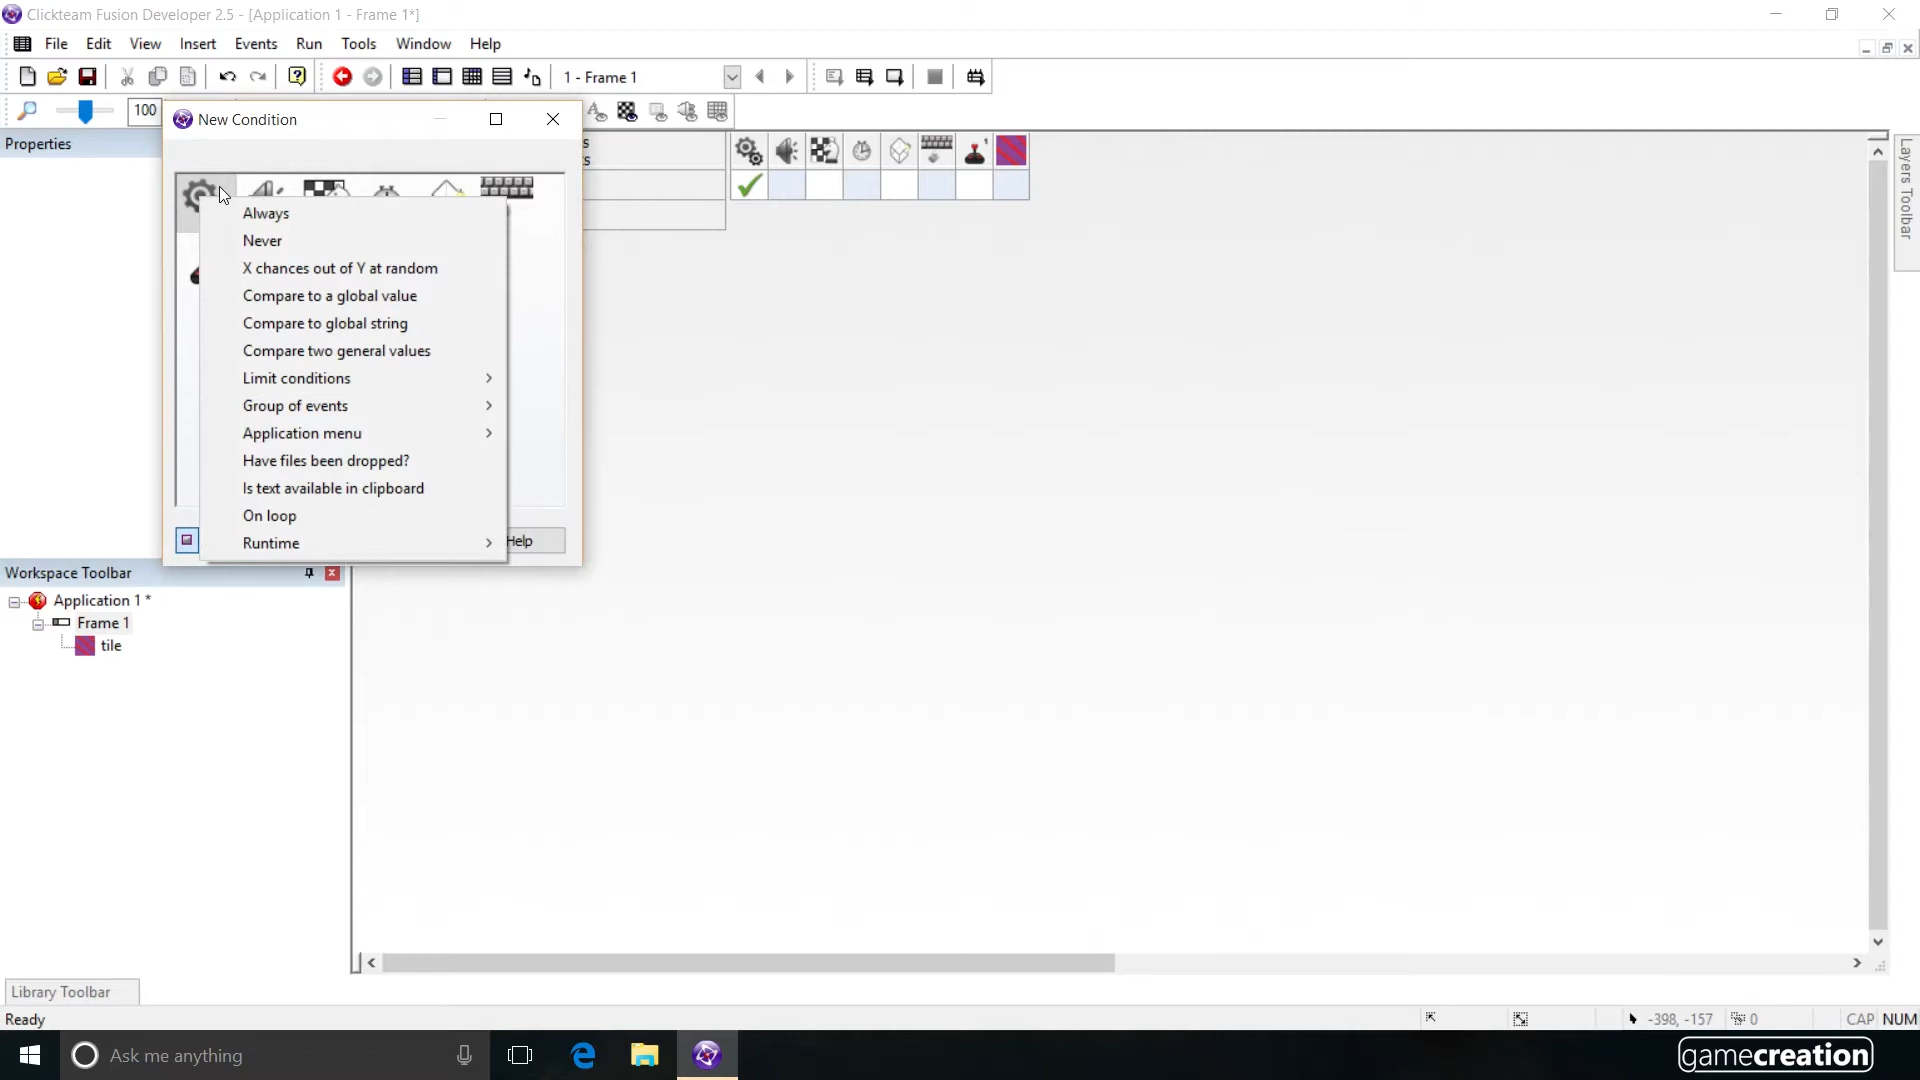 Clickteam Fusion Developer 2.5 - [Application 1 - Frame 1*]
File Edit View Insert Events Run Tools Window Help
1 - Frame 1
100
New Condition
Properties
s
ts
Always
Never
X chances out of Y at random
Compare to a global value
Compare to global string
Compare two general values
Limit conditions
Group of events
Application menu
Have files been dropped?
Is text available in clipboard
On loop
Runtime
Help
Layers Toolbar
Workspace Toolbar
Application 1 *
Frame 1
tile
Library Toolbar
Ready
-398, -157
0
CAP NUM
Ask me anything
gamecreation